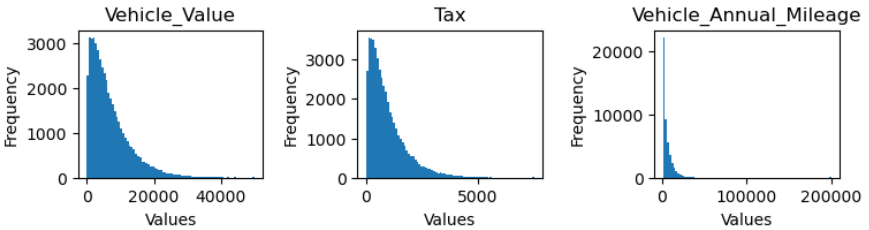 Vehicle_Value
Tax
Vehicle_Annual_Mileage
Frequency
3000
2000
1000
0
0
20000
40000
Values
Frequency
3000
2000
1000
0
0
5000
Values
Frequency
20000
10000
0
0
100000
200000
Values